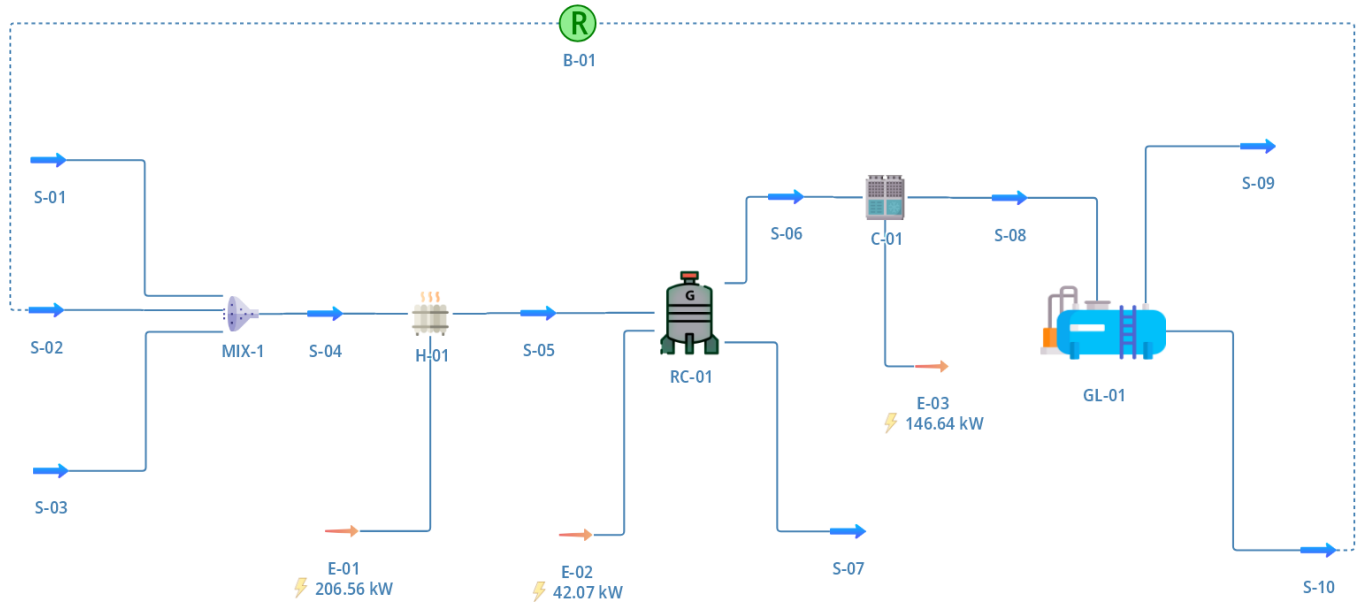 R
B-01
S-01
S-09
S-06
C-01
S-08
G
S-02
MIX-1
S-04
H-01
S-05
RC-01
GL-01
E-03
146.64 kW
S-03
E-01
206.56 kW
E-02
42.07 kW
S-07
S-10